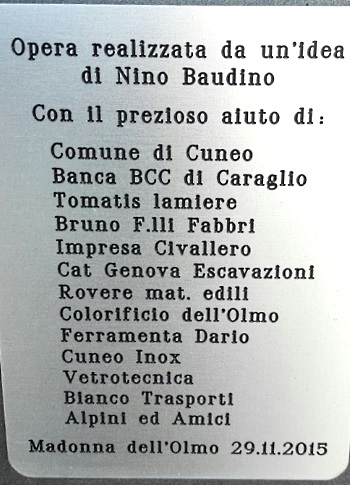 Opera realizzata da un'idea
di Nino Baudino
Con il prezioso aiuto di:
Comune di Cuneo
Banca BCC di Caraglio
Tomatis lamiere
Bruno F.lli Fabbri
Impresa Civallero
Cat Genova Escavazioni
Rovere mat. edili
Colorificio dell'Olmo
Ferramenta Dario
Cuneo Inox
Vetrotecnica
Bianco Trasporti
Alpini ed Amici
Madonna dell'Olmo 29.11.2015